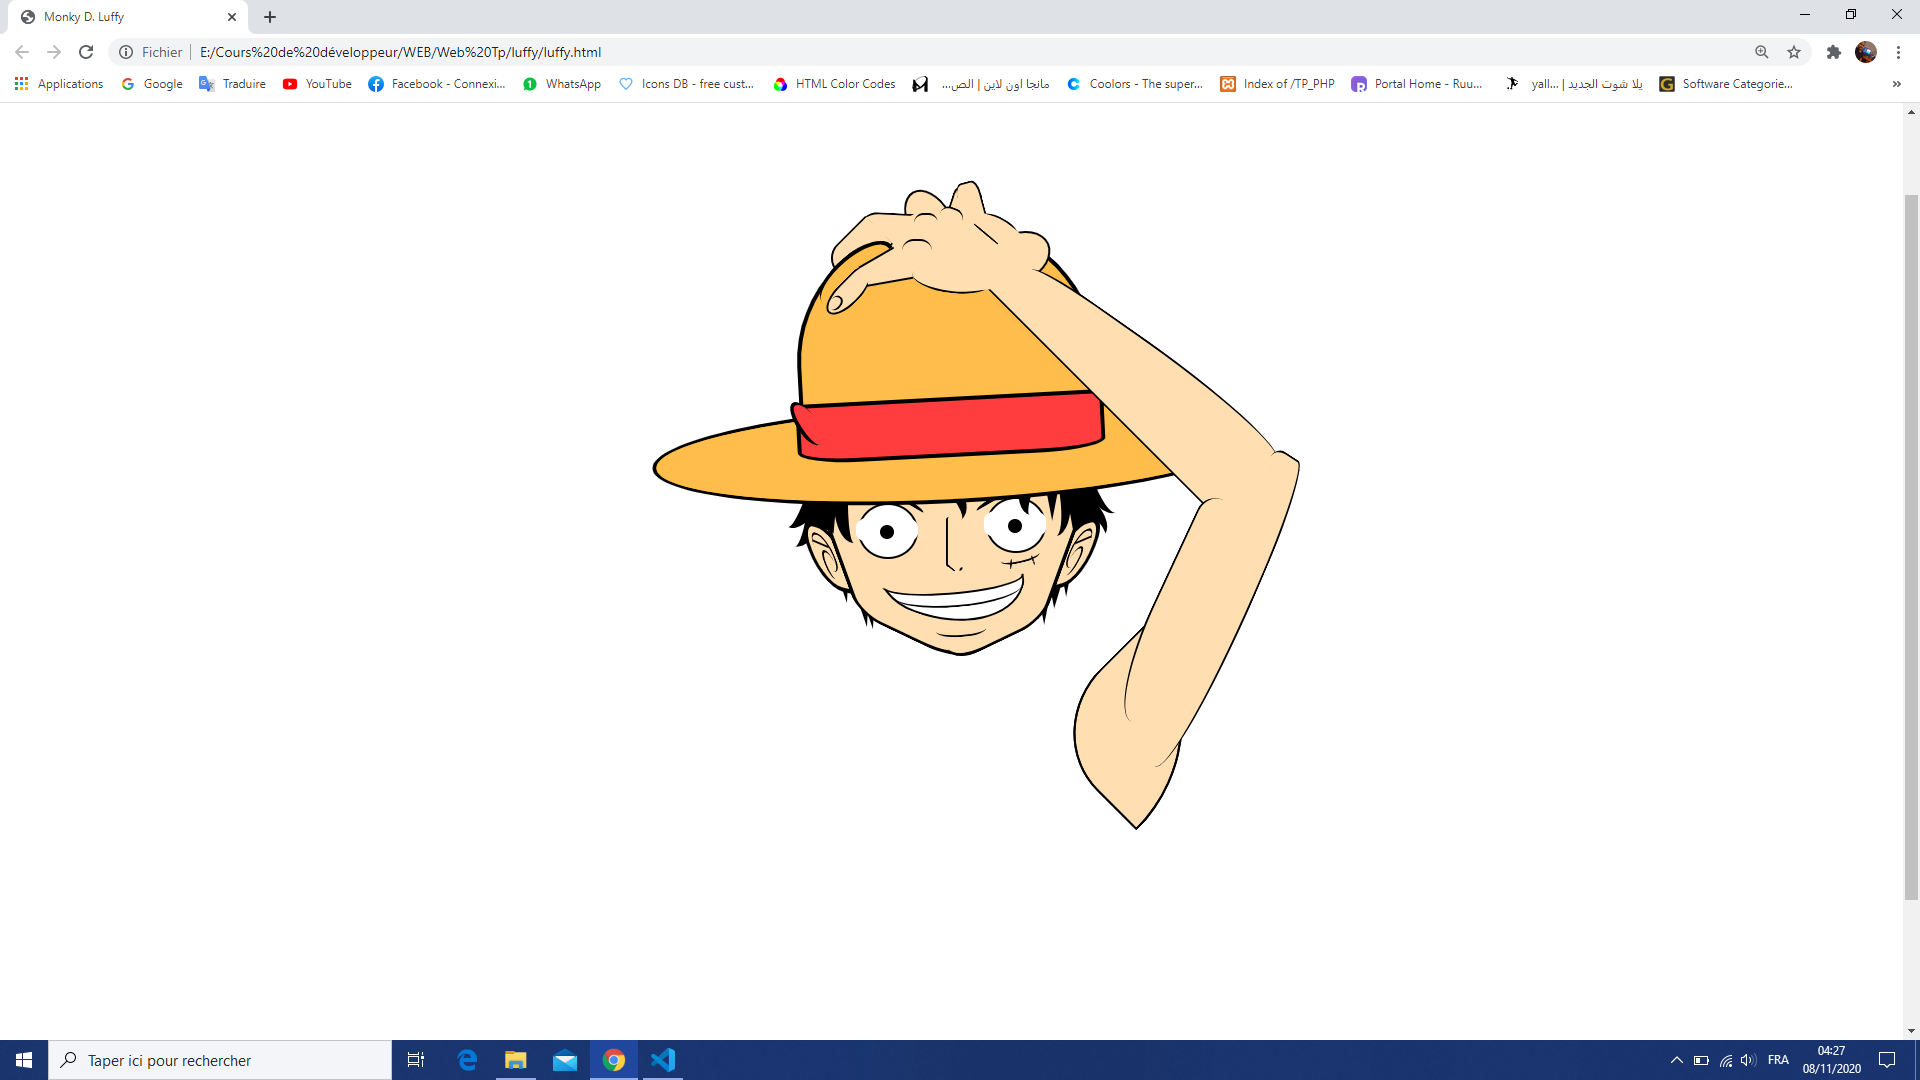 Monky D. Luffy
Fichier E:/Cours%20de%20développeur/WEB/Web%20Tp/luffy/luffy.html
Applications Google Traduire YouTube Facebook - Connexi... WhatsApp Icons DB - free cust... HTML Color Codes مانجا اون لاين | الص... Coolors - The super... Index of /TP_PHP Portal Home - Ruu... يلا شوت الجديد | yall... Software Categorie... »
Taper ici pour rechercher
FRA
04:27
08/11/2020